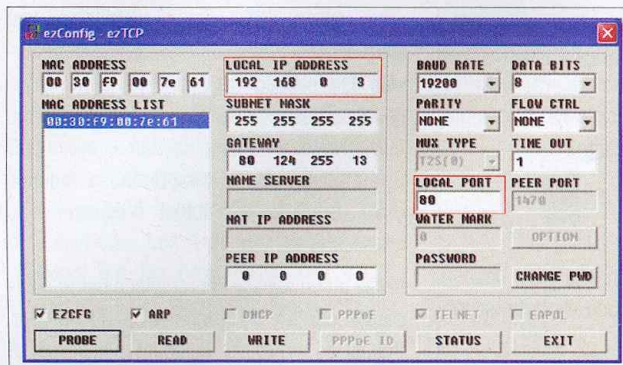 ezConfig - ezTCP
MAC ADDRESS
00 30 F9 00 7e 61
MAC ADDRESS LIST
00:30:f9:00:7e:61
LOCAL IP ADDRESS
192 168 0 3
SUBNET MASK
255 255 255 255
GATEWAY
80 124 255 13
NAME SERVER
NAT IP ADDRESS
PEER IP ADDRESS
0 0 0 0
BAUD RATE DATA BITS
19200 8
PARITY FLOW CTRL
NONE NONE
MUX TYPE TIME OUT
T2S(0) 1
LOCAL PORT PEER PORT
80 1470
WATER MARK
0 OPTION
PASSWORD
CHANGE PWD
EZCFG ARP DHCP PPPoE TELNET EAPOL
PROBE READ WRITE PPPoE ID STATUS EXIT